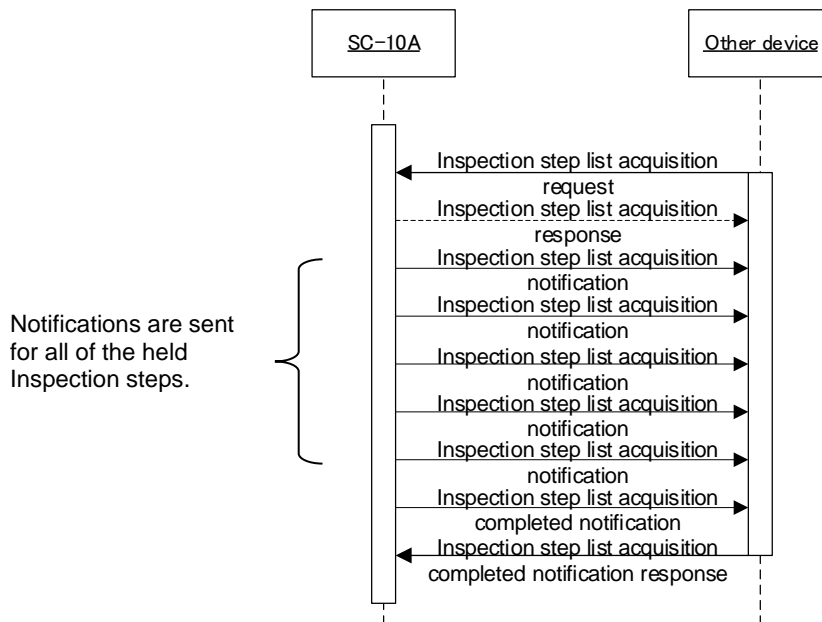 SC-10A
Other device
Inspection step list acquisition
request
Inspection step list acquisition
response
Inspection step list acquisition
notification
Inspection step list acquisition
notification
Inspection step list acquisition
notification
Inspection step list acquisition
notification
Inspection step list acquisition
notification
Inspection step list acquisition
completed notification
Inspection step list acquisition
completed notification response
Notifications are sent
for all of the held
Inspection steps.